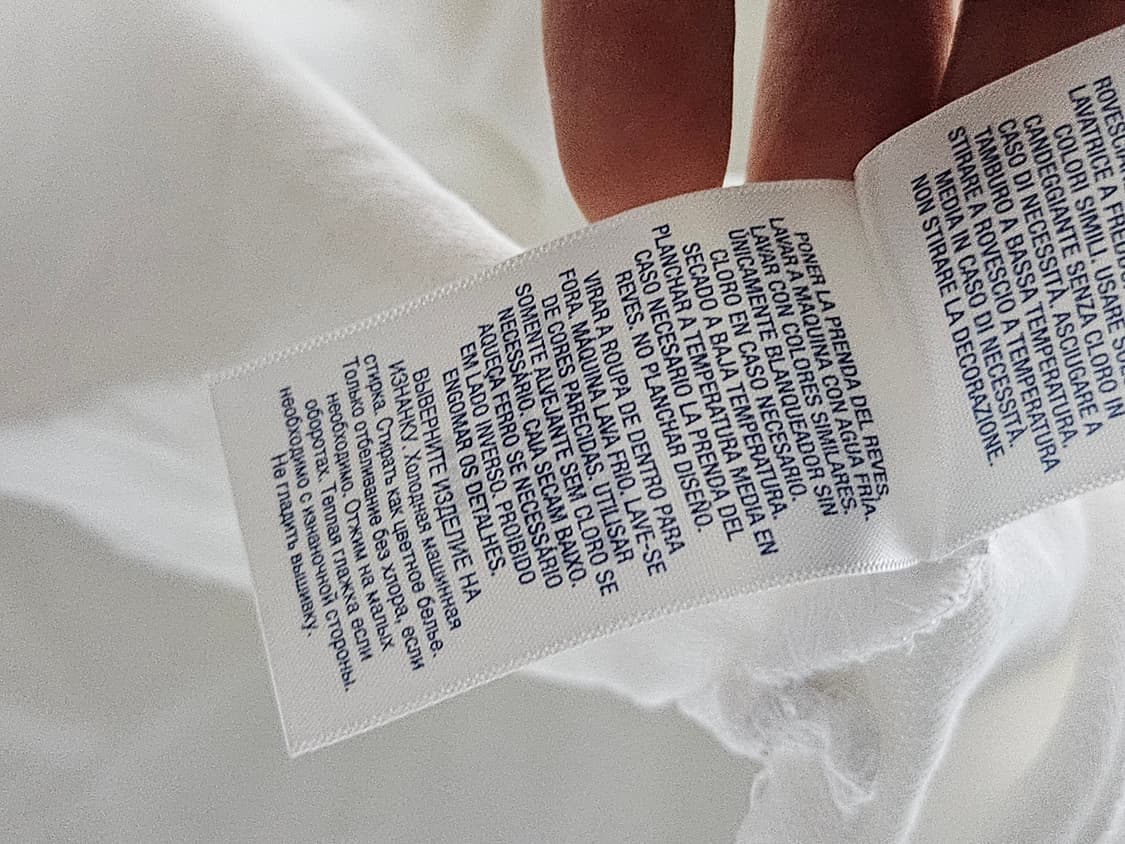 LAVATRICE A
COLORI SIMILI. USARE
CANDEGGIANTE SENZA CLORO IN
CASO DI NECESSITÀ. ASCIUGARE A
TAMBURO A BASSA TEMPERATURA.
STIRARE A ROVESCIO A TEMPERATURA
MEDIA IN CASO DI NECESSITÀ.
NON STIRARE LA DECORAZIONE.
PONER LA PRENDA DEL REVES.
LAVAR A MAQUINA CON AGUA FRÍA.
LAVAR CON COLORES SIMILARES.
ÚNICAMENTE BLANQUEADOR SIN
CLORO EN CASO NECESARIO.
SECADO A BAJA TEMPERATURA.
PLANCHAR A TEMPERATURA MEDIA EN
CASO NECESARIO LA PRENDA DEL
REVES. NO PLANCHAR DISEÑO.
VIRAR A ROUPA DE DENTRO PARA
FORA. MÁQUINA LAVA FRIO. LAVE-SE
DE CORES PARECIDAS. UTILISAR
SOMENTE ALVEJANTE SEM CLORO SE
NECESSÁRIO. CAIA SECAM BAIXO.
AQUEÇA FERRO SE NECESSÁRIO
EM LADO INVERSO. PROIBIDO
ENGOMAR OS DETALHES.
ВЫВЕРНИТЕ ИЗДЕЛИЕ НА
ИЗНАНКУ. Холодная машинная
стирка. Стирать как цветное белье.
Только отбеливание без хлора, если
необходимо. Отжим на малых
оборотах. Теплая глажка если
необходимо с изнаночной стороны.
Не гладить вышивку.